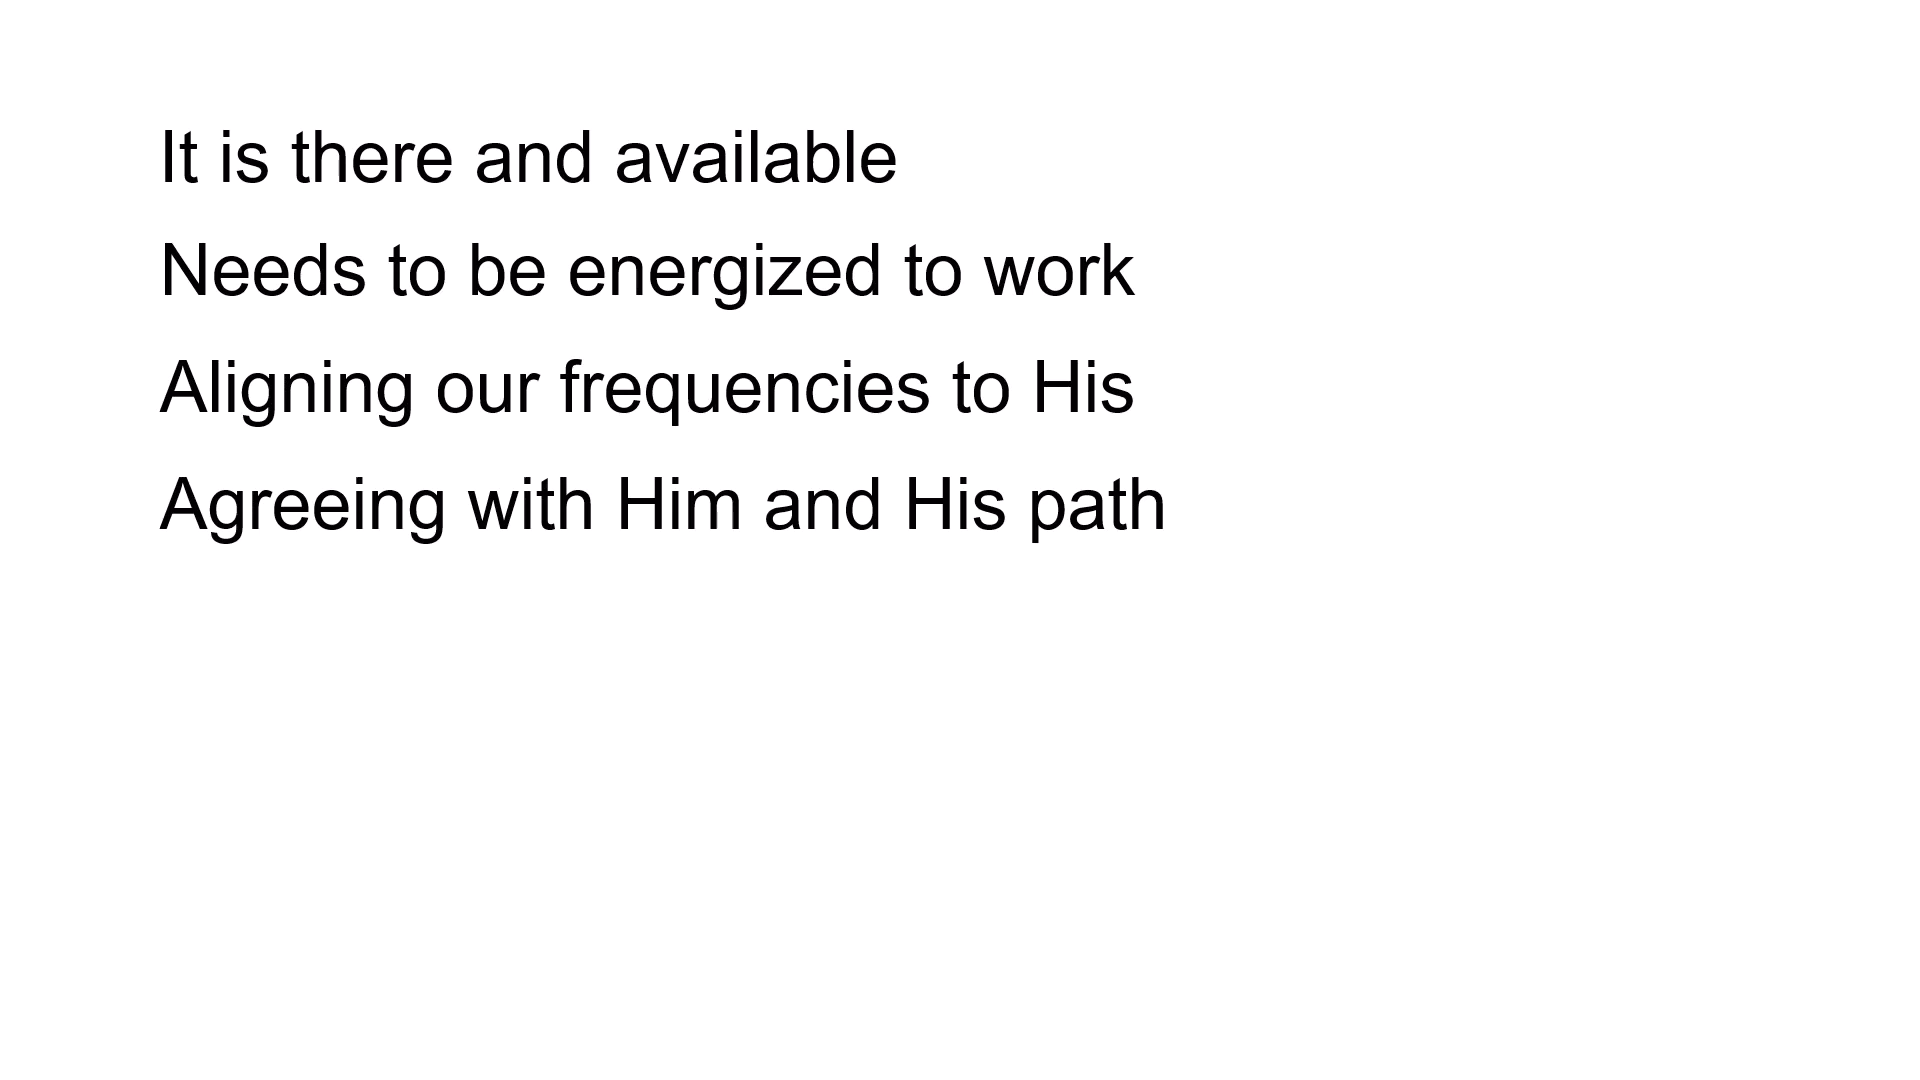 It is there and available
Needs to be energized to work
Aligning our frequencies to His
Agreeing with Him and His path